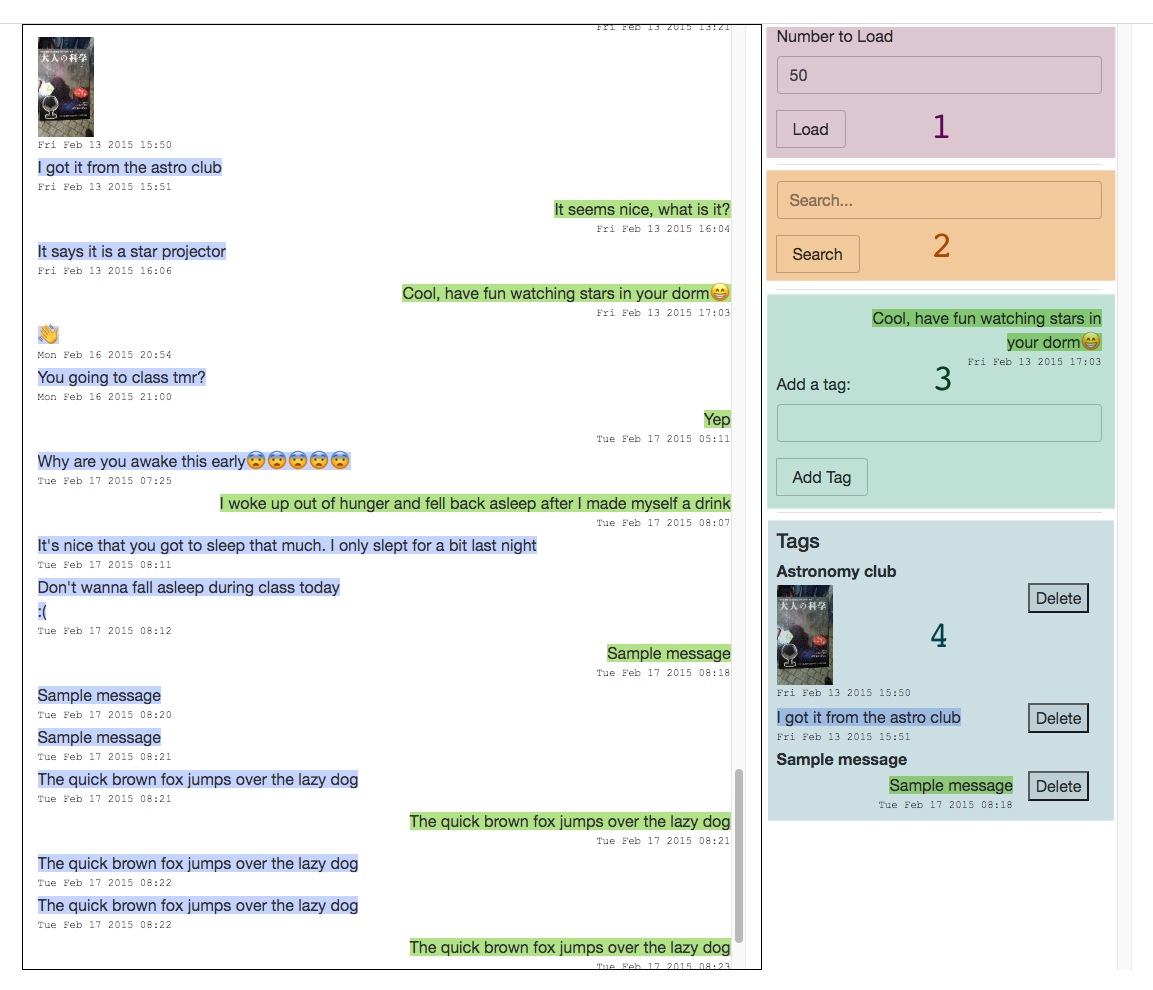 Fri Feb 13 2015 13:21
大人の科学
Fri Feb 13 2015 15:50
I got it from the astro club
Fri Feb 13 2015 15:51
It seems nice, what is it?
Fri Feb 13 2015 16:04
It says it is a star projector
Fri Feb 13 2015 16:06
Cool, have fun watching stars in your dorm😁
Fri Feb 13 2015 17:03
👏
Mon Feb 16 2015 20:54
You going to class tmr?
Mon Feb 16 2015 21:00
Yep
Tue Feb 17 2015 05:11
Why are you awake this early😨😨😨😨😨
Tue Feb 17 2015 07:25
I woke up out of hunger and fell back asleep after I made myself a drink
Tue Feb 17 2015 08:07
It's nice that you got to sleep that much. I only slept for a bit last night
Tue Feb 17 2015 08:11
Don't wanna fall asleep during class today
:(
Tue Feb 17 2015 08:12
Sample message
Tue Feb 17 2015 08:18
Sample message
Tue Feb 17 2015 08:20
Sample message
Tue Feb 17 2015 08:21
The quick brown fox jumps over the lazy dog
Tue Feb 17 2015 08:21
The quick brown fox jumps over the lazy dog
Tue Feb 17 2015 08:21
The quick brown fox jumps over the lazy dog
Tue Feb 17 2015 08:22
The quick brown fox jumps over the lazy dog
Tue Feb 17 2015 08:22
The quick brown fox jumps over the lazy dog
Tue Feb 17 2015 08:23
Number to Load
50
Load
1
Search...
Search
2
Cool, have fun watching stars in
your dorm😁
Fri Feb 13 2015 17:03
Add a tag:
3
Add Tag
Tags
Astronomy club
大人の科学
Delete
4
Fri Feb 13 2015 15:50
I got it from the astro club
Delete
Fri Feb 13 2015 15:51
Sample message
Sample message
Delete
Tue Feb 17 2015 08:18